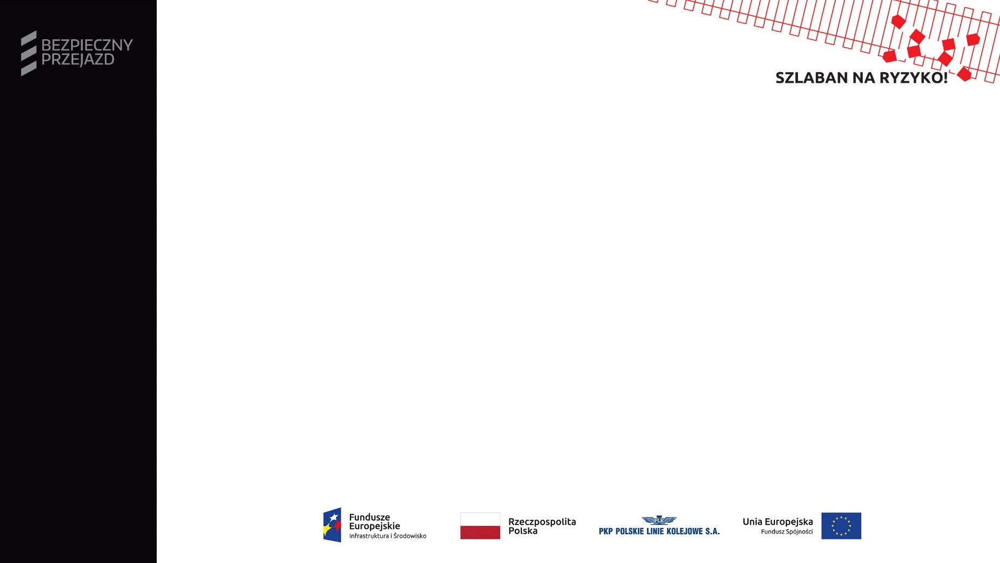 BEZPIECZNY
PRZEJAZD
SZLABAN NA RYZYKO!
Fundusze
Europejskie
Infrastruktura i Środowisko
Rzeczpospolita
Polska
PLK
PKP POLSKIE LINIE KOLEJOWE S.A.
Unia Europejska
Fundusz Spójności